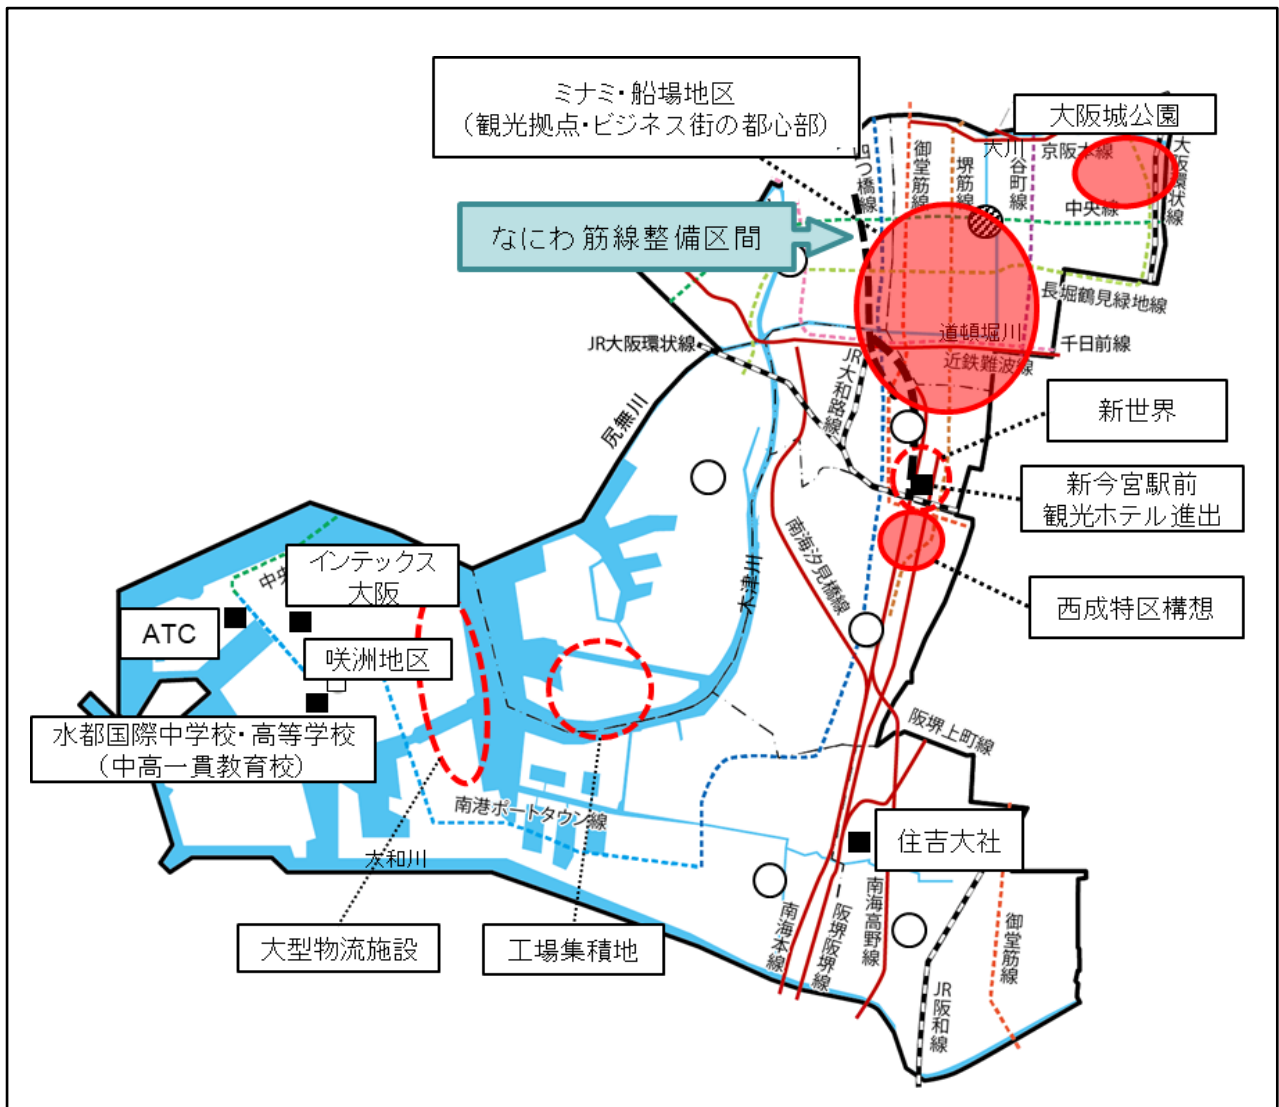 ミナミ・船場地区
（観光拠点・ビジネス街の都心部）
大阪城公園
四つ橋線
御堂筋線
堺筋線
大川
谷町線
京阪本線
大阪環状線
中央線
なにわ筋線整備区間
長堀鶴見緑地線
道頓堀川
千日前線
近鉄難波線
JR大阪環状線
JR大和路線
新世界
尻無川
新今宮駅前
観光ホテル進出
南海汐見橋線
木津川
西成特区構想
インテックス
大阪
中央
ATC
咲洲地区
水都国際中学校・高等学校
（中高一貫教育校）
阪堺上町線
南港ポートタウン線
住吉大社
大和川
大型物流施設
工場集積地
南海本線
阪堺阪堺線
南海高野線
御堂筋線
JR阪和線